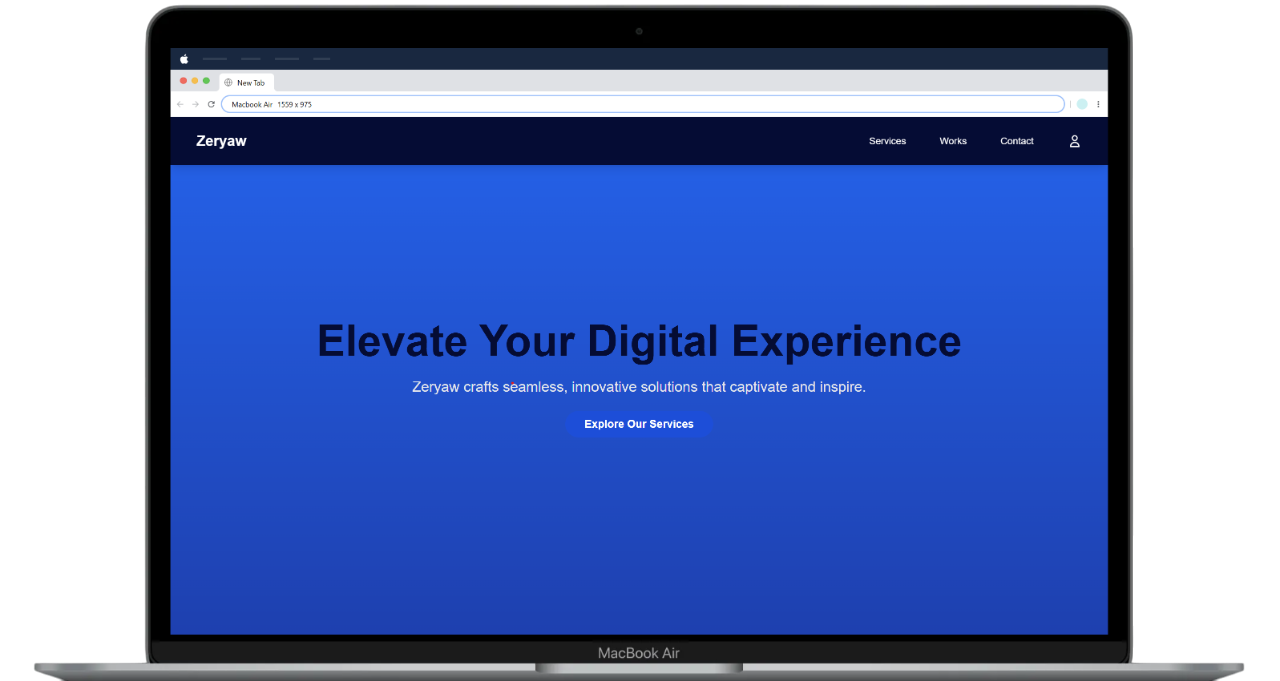 New Tab
Macbook Air 1559 x 975
Zeryaw
Services
Works
Contact
Elevate Your Digital Experience
Zeryaw crafts seamless, innovative solutions that captivate and inspire.
Explore Our Services
MacBook Air